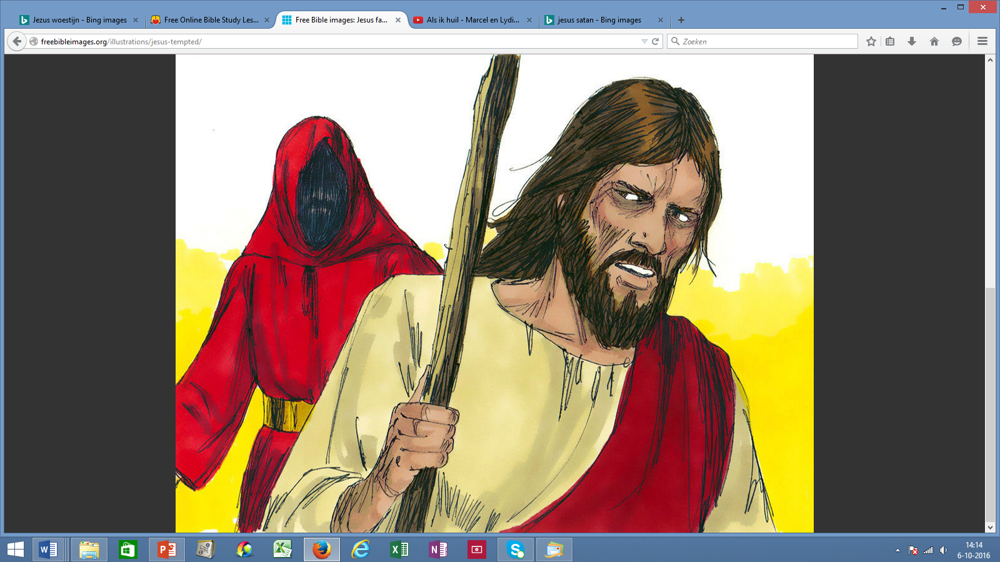 Jezus woestijn - Bing images
Free Online Bible Study Les...
Free Bible images: Jesus fa...
Als ik huil - Marcel en Lydi...
jesus satan - Bing images
freebibleimages.org/illustrations/jesus-tempted/
Zoeken
14:14
6-10-2016